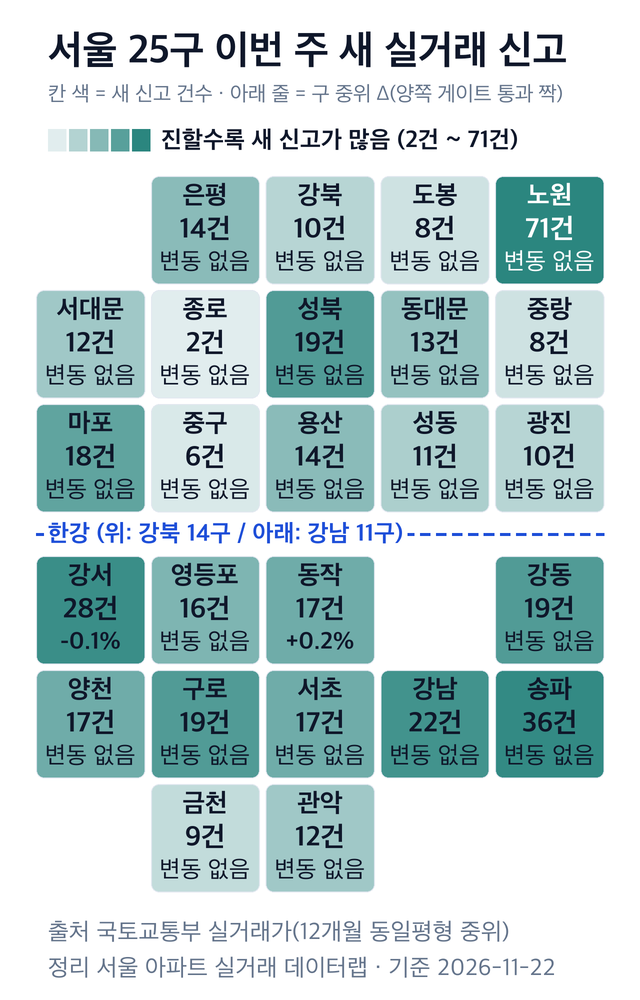 서울 25구 이번 주 새 실거래 신고
칸 색 = 새 신고 건수 · 아래 줄 = 구 중위 Δ(양쪽 게이트 통과 짝)
진할수록 새 신고가 많음 (2건 ~ 71건)
은평
14건
변동 없음
강북
10건
변동 없음
도봉
8건
변동 없음
노원
71건
변동 없음
서대문
12건
변동 없음
종로
2건
변동 없음
성북
19건
변동 없음
동대문
13건
변동 없음
중랑
8건
변동 없음
마포
18건
변동 없음
중구
6건
변동 없음
용산
14건
변동 없음
성동
11건
변동 없음
광진
10건
변동 없음
한강 (위: 강북 14구 / 아래: 강남 11구)
강서
28건
-0.1%
영등포
16건
변동 없음
동작
17건
+0.2%
강동
19건
변동 없음
양천
17건
변동 없음
구로
19건
변동 없음
서초
17건
변동 없음
강남
22건
변동 없음
송파
36건
변동 없음
금천
9건
변동 없음
관악
12건
변동 없음
출처 국토교통부 실거래가(12개월 동일평형 중위)
정리 서울 아파트 실거래 데이터랩 · 기준 2026-11-22